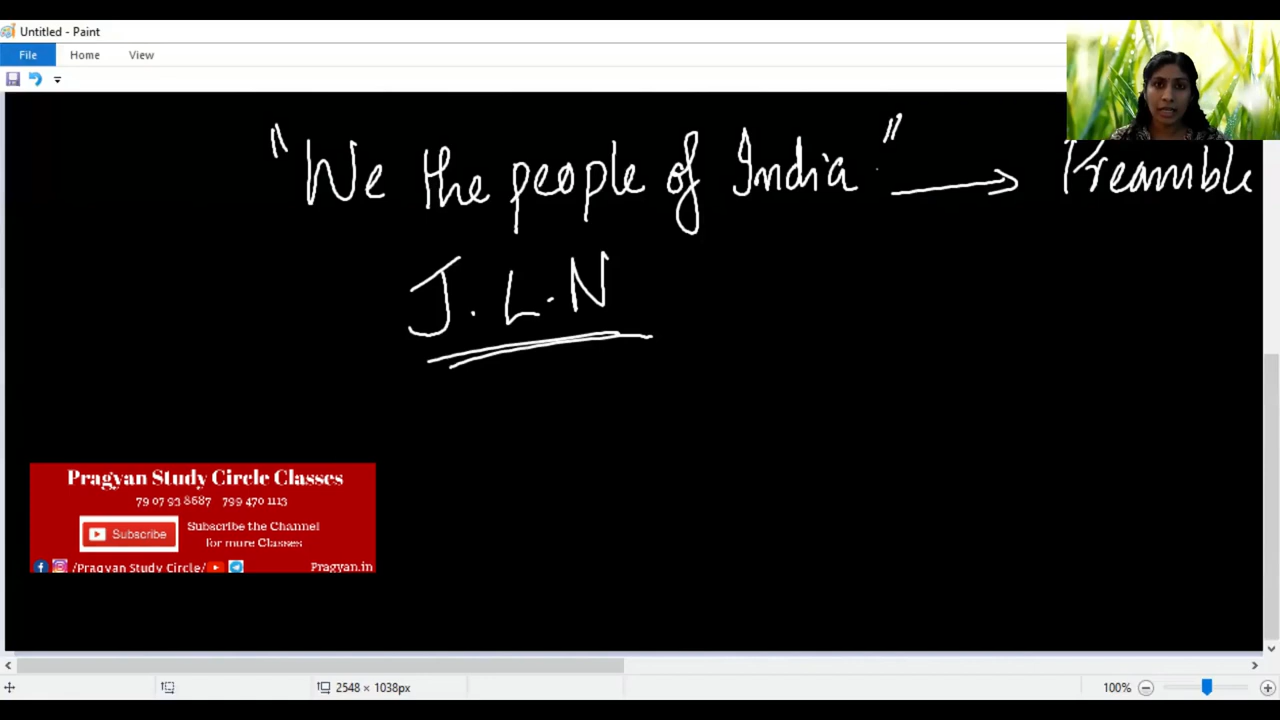 Untitled - Paint
File Home View
"We the people of India" → Preamble
J. L. N
Pragyan Study Circle Classes
79 07 93 8687 799 470 1113
Subscribe
Subscribe the Channel
for more Classes
/Pragyan Study Circle/
Pragyan.in
2548 × 1038px
100%